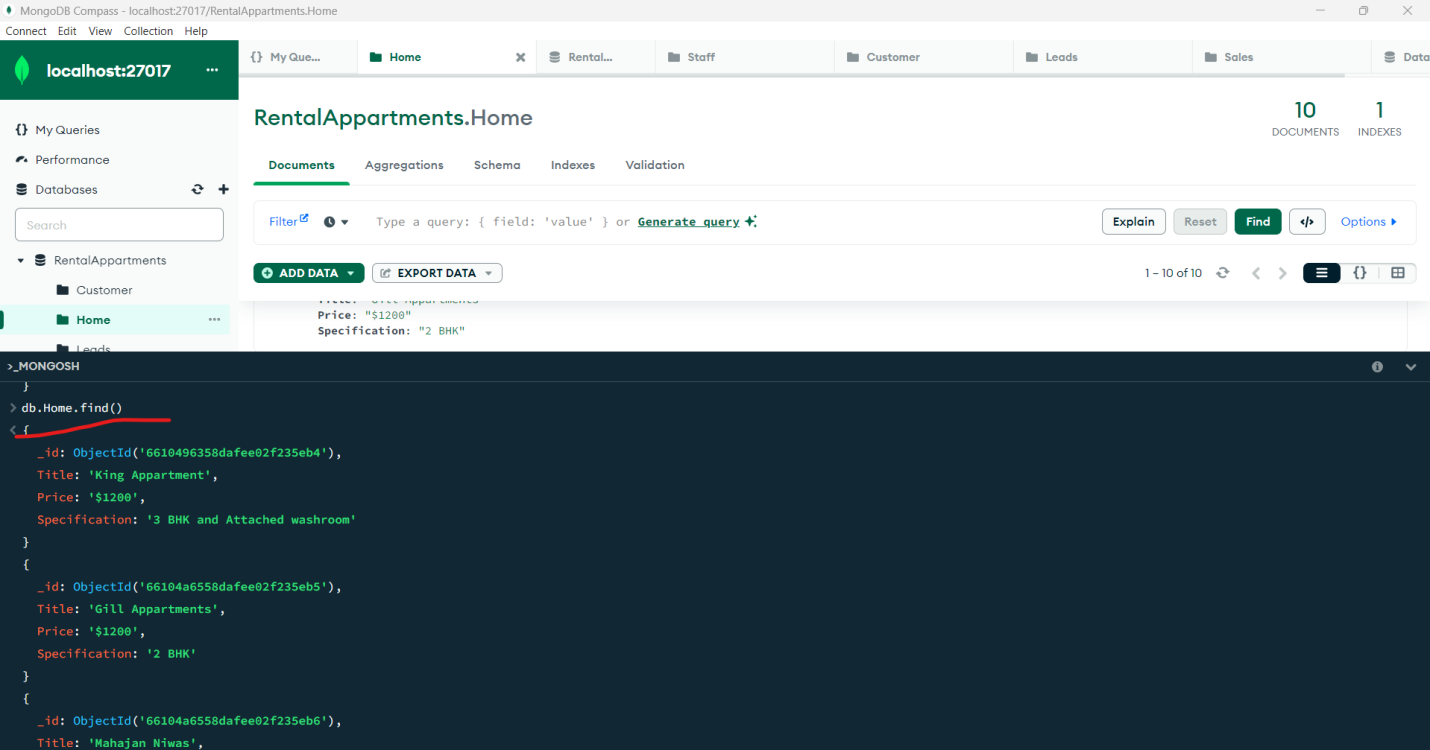 MongoDB Compass - localhost:27017/RentalAppartments.Home
Connect Edit View Collection Help
localhost:27017 ...
{} My Que... Home Rental... Staff Customer Leads Sales Data
My Queries
Performance
Databases
Search
RentalAppartments
Customer
Home ...
Leads
RentalAppartments.Home
10 DOCUMENTS 1 INDEXES
Documents Aggregations Schema Indexes Validation
Filter Type a query: { field: 'value' } or Generate query Explain Reset Find </> Options
ADD DATA EXPORT DATA 1 – 10 of 10 {}
Title: "Gill Appartments"
Price: "$1200"
Specification: "2 BHK"
>_MONGOSH
}
> db.Home.find()
< {
_id: ObjectId('6610496358dafee02f235eb4'),
Title: 'King Appartment',
Price: '$1200',
Specification: '3 BHK and Attached washroom'
}
{
_id: ObjectId('66104a6558dafee02f235eb5'),
Title: 'Gill Appartments',
Price: '$1200',
Specification: '2 BHK'
}
{
_id: ObjectId('66104a6558dafee02f235eb6'),
Title: 'Mahajan Niwas',